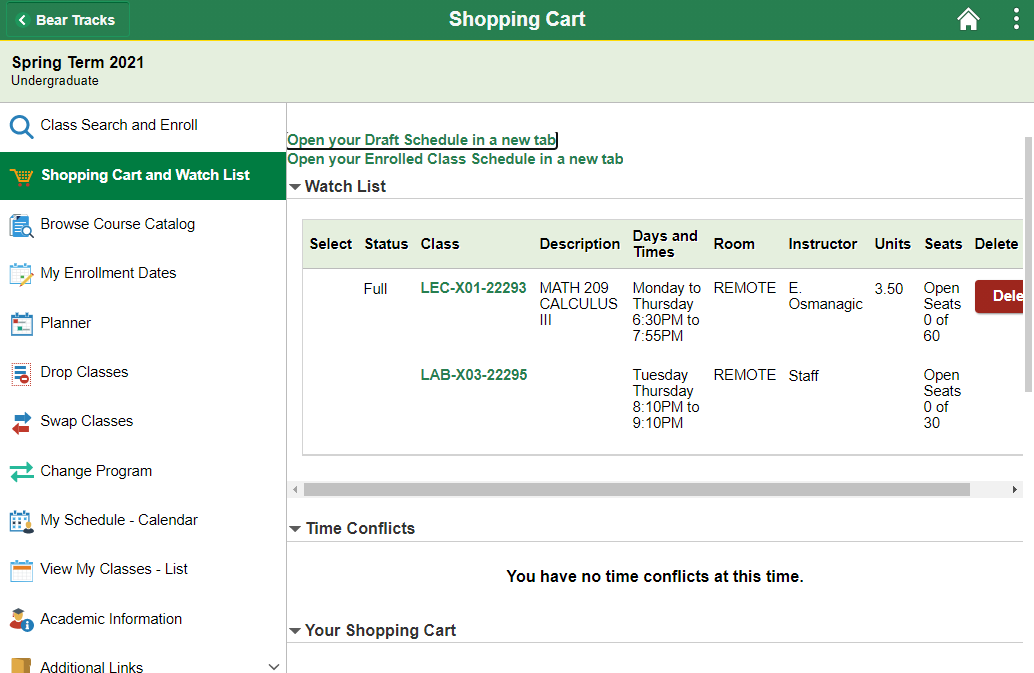 Bear Tracks
Shopping Cart
Spring Term 2021
Undergraduate
Class Search and Enroll
Shopping Cart and Watch List
Browse Course Catalog
My Enrollment Dates
Planner
Drop Classes
Swap Classes
Change Program
My Schedule - Calendar
View My Classes - List
Academic Information
Additional Links
Open your Draft Schedule in a new tab
Open your Enrolled Class Schedule in a new tab
Watch List
Select Status Class Description Days and Times Room Instructor Units Seats Delete
Full LEC-X01-22293 MATH 209 CALCULUS III Monday to Thursday 6:30PM to 7:55PM REMOTE E. Osmanagic 3.50 Open Seats 0 of 60 Dele
LAB-X03-22295 Tuesday Thursday 8:10PM to 9:10PM REMOTE Staff Open Seats 0 of 30
Time Conflicts
You have no time conflicts at this time.
Your Shopping Cart